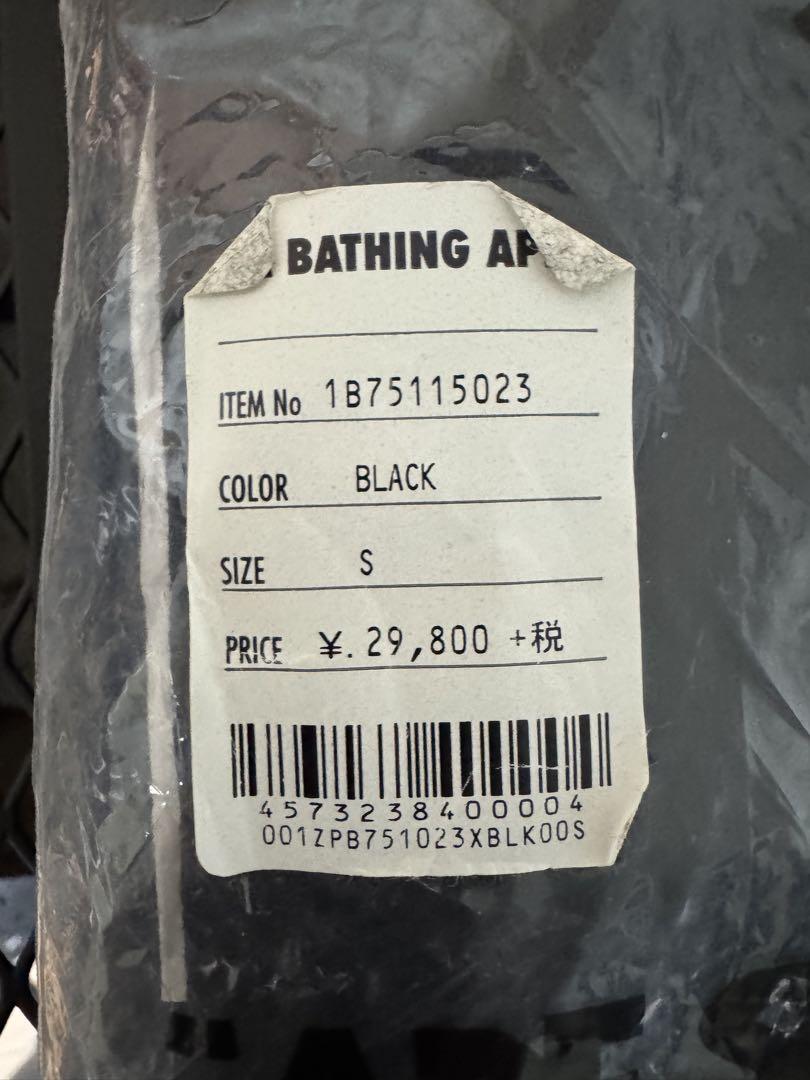 BATHING AP
ITEM No 1B75115023
COLOR BLACK
SIZE S
PRICE ¥. 29,800 +税
4573238400004
001ZPB751023XBLK00S